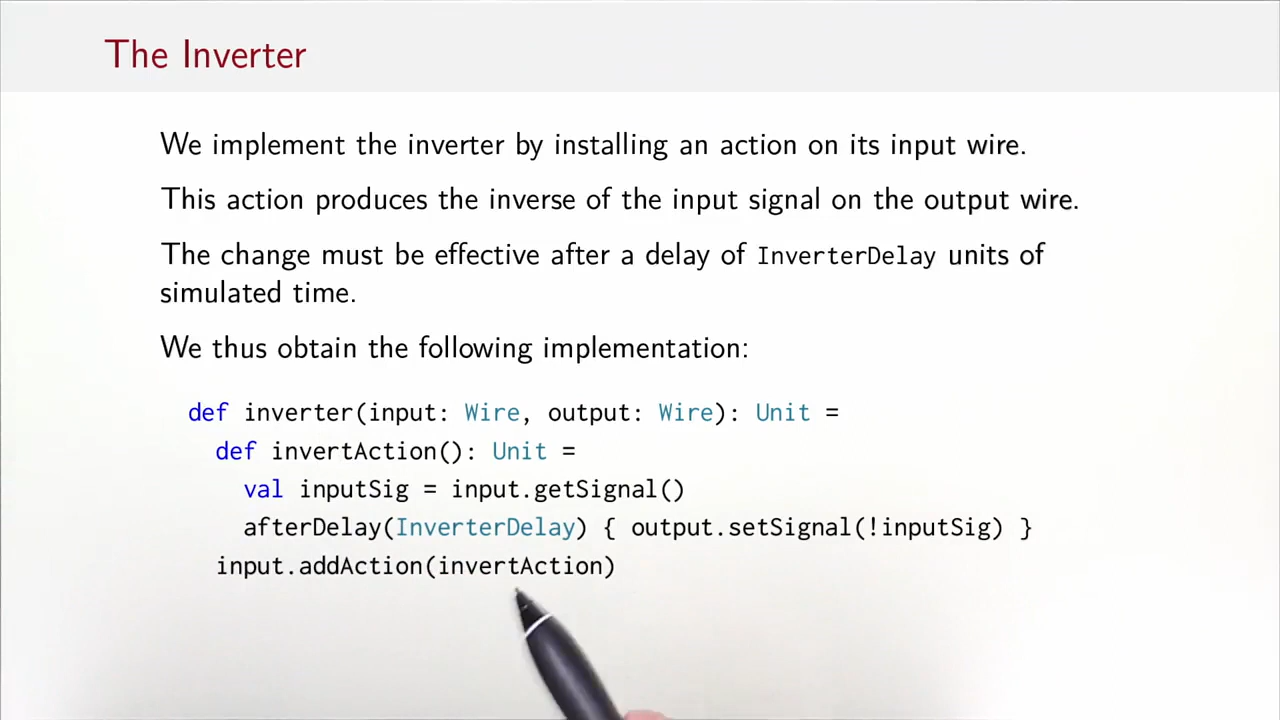 The Inverter
We implement the inverter by installing an action on its input wire.
This action produces the inverse of the input signal on the output wire.
The change must be effective after a delay of InverterDelay units of
simulated time.
We thus obtain the following implementation:
def inverter(input: Wire, output: Wire): Unit =
  def invertAction(): Unit =
    val inputSig = input.getSignal()
    afterDelay(InverterDelay) { output.setSignal(!inputSig) }
  input.addAction(invertAction)